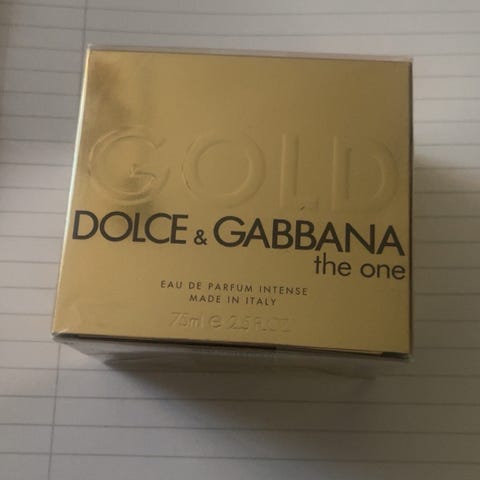 GOLD
DOLCE & GABBANA
the one
EAU DE PARFUM INTENSE
MADE IN ITALY
75ml e 2.5 FL.OZ.